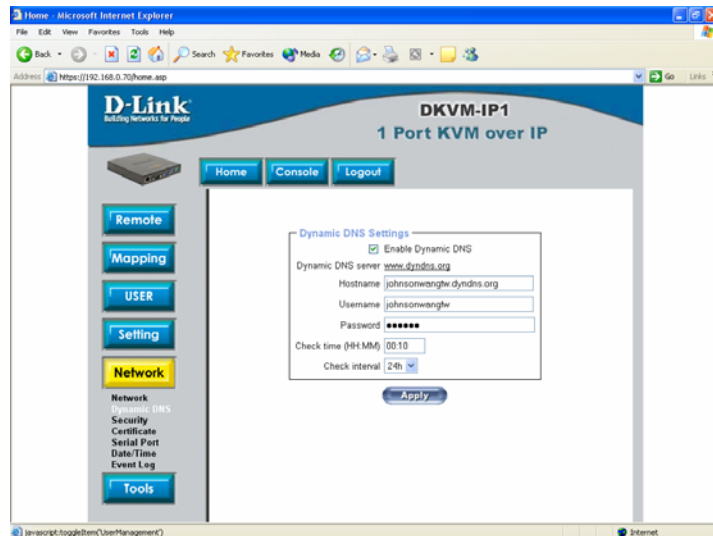 Home - Microsoft Internet Explorer
File Edit View Favorites Tools Help
Back Search Favorites Media
Address https://192.168.0.70/home.asp Go Links
D-Link
Building Networks for People
DKVM-IP1
1 Port KVM over IP
Home Console Logout
Remote
Mapping
USER
Setting
Network
Network
Dynamic DNS
Security
Certificate
Serial Port
Date/Time
Event Log
Tools
Dynamic DNS Settings
Enable Dynamic DNS
Dynamic DNS server www.dyndns.org
Hostname johnsonwangtw.dyndns.org
Username johnsonwangtw
Password ●●●●●●
Check time (HH:MM) 00:10
Check interval 24h
Apply
javascript:toggleItem('UserManagement') Internet